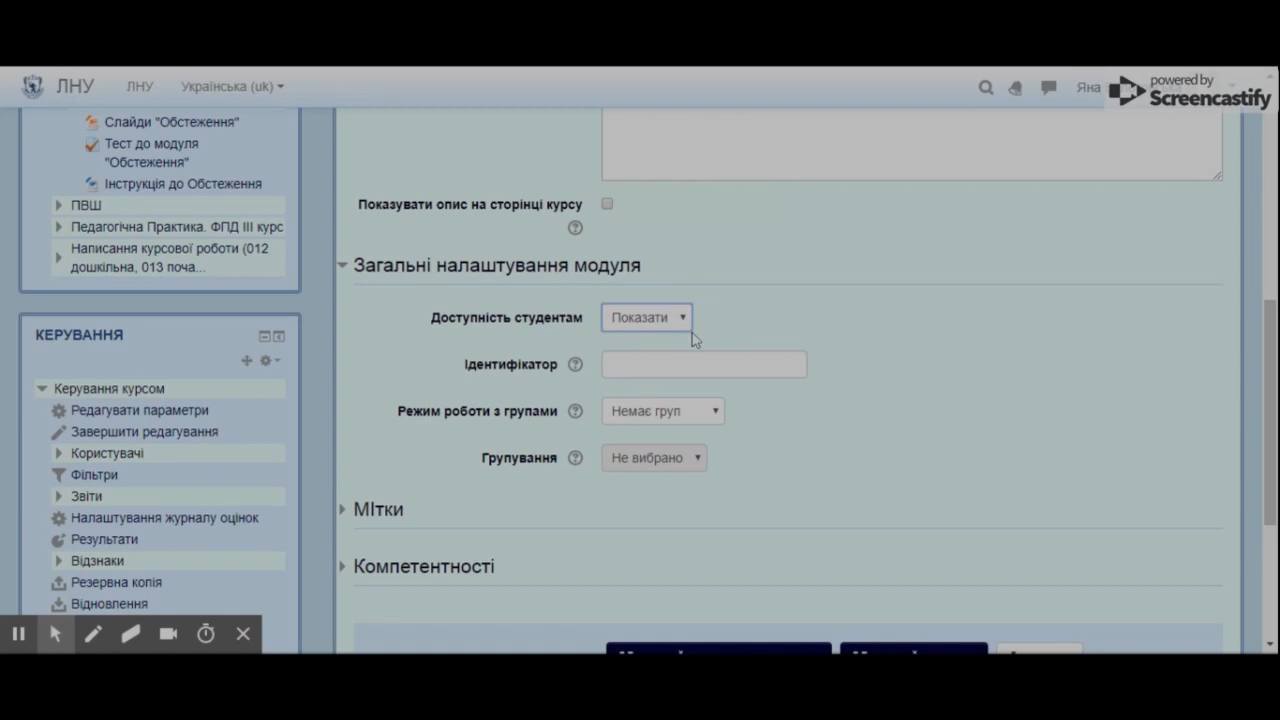 ЛНУ
ЛНУ
Українська (uk)
Яна
powered by
Screencastify
Слайди "Обстеження"
Тест до модуля
"Обстеження"
Інструкція до Обстеження
ПВШ
Педагогічна Практика. ФПД ІІІ курс
Написання курсової роботи (012
дошкільна, 013 поча...
КЕРУВАННЯ
Керування курсом
Редагувати параметри
Завершити редагування
Користувачі
Фільтри
Звіти
Налаштування журналу оцінок
Результати
Відзнаки
Резервна копія
Відновлення
Показувати опис на сторінці курсу
Загальні налаштування модуля
Доступність студентам
Показати
Ідентифікатор
Режим роботи з групами
Немає груп
Групування
Не вибрано
МІтки
Компетентності